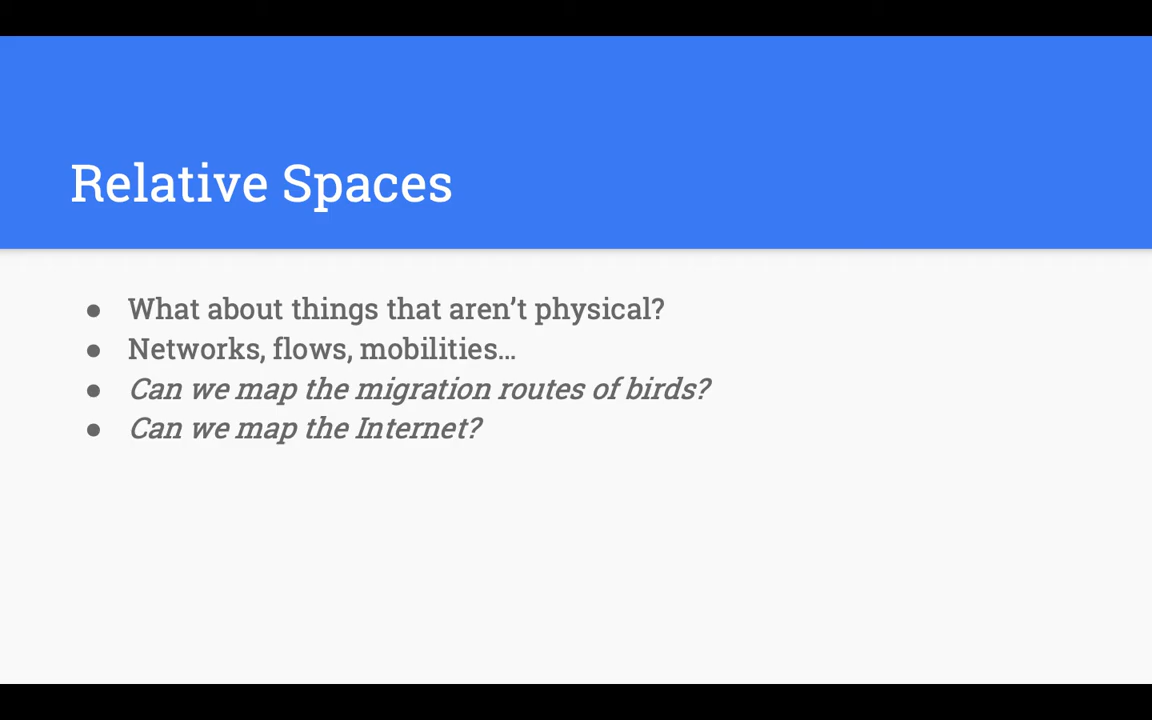 Relative Spaces
● What about things that aren’t physical?
● Networks, flows, mobilities…
● Can we map the migration routes of birds?
● Can we map the Internet?